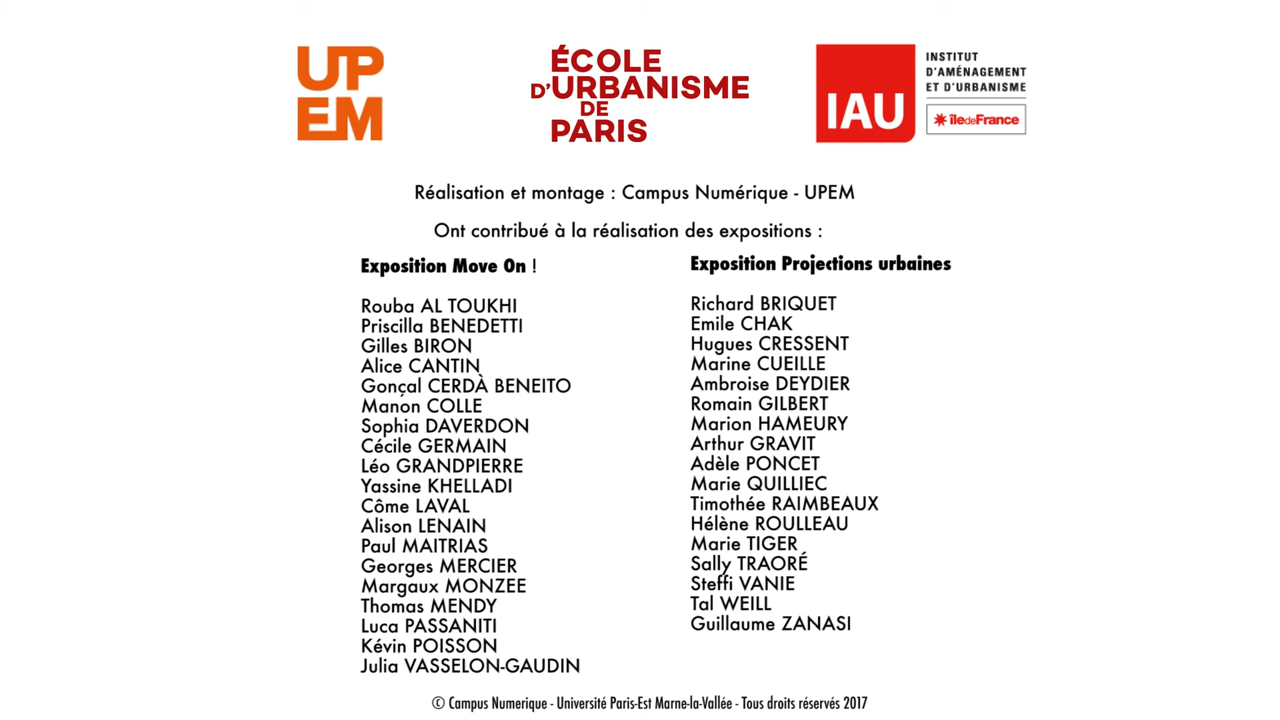 UP
EM
ÉCOLE
D'URBANISME
DE
PARIS
IAU
INSTITUT
D'AMÉNAGEMENT
ET D'URBANISME
îledeFrance
Réalisation et montage : Campus Numérique - UPEM
Ont contribué à la réalisation des expositions :
Exposition Move On !
Rouba AL TOUKHI
Priscilla BENEDETTI
Gilles BIRON
Alice CANTIN
Gonçal CERDÀ BENEITO
Manon COLLE
Sophia DAVERDON
Cécile GERMAIN
Léo GRANDPIERRE
Yassine KHELLADI
Côme LAVAL
Alison LENAIN
Paul MAITRIAS
Georges MERCIER
Margaux MONZEE
Thomas MENDY
Luca PASSANITI
Kévin POISSON
Julia VASSELON-GAUDIN
Exposition Projections urbaines
Richard BRIQUET
Emile CHAK
Hugues CRESSENT
Marine CUEILLE
Ambroise DEYDIER
Romain GILBERT
Marion HAMEURY
Arthur GRAVIT
Adèle PONCET
Marie QUILLIEC
Timothée RAIMBEAUX
Hélène ROULLEAU
Marie TIGER
Sally TRAORÉ
Steffi VANIE
Tal WEILL
Guillaume ZANASI
© Campus Numerique - Université Paris-Est Marne-la-Vallée - Tous droits réservés 2017